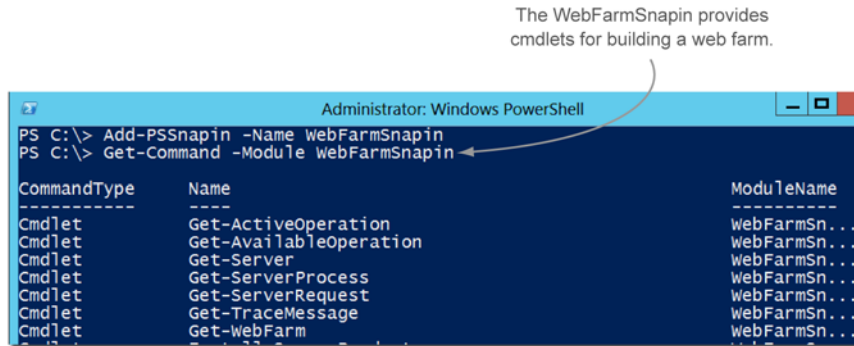 The WebFarmSnapin provides
cmdlets for building a web farm.
Administrator: Windows PowerShell
PS C:\> Add-PSSnapin -Name WebFarmSnapin
PS C:\> Get-Command -Module WebFarmSnapin
CommandType Name ModuleName
----------- ---- ----------
Cmdlet Get-ActiveOperation WebFarmSn...
Cmdlet Get-AvailableOperation WebFarmSn...
Cmdlet Get-Server WebFarmSn...
Cmdlet Get-ServerProcess WebFarmSn...
Cmdlet Get-ServerRequest WebFarmSn...
Cmdlet Get-TraceMessage WebFarmSn...
Cmdlet Get-WebFarm WebFarmSn...